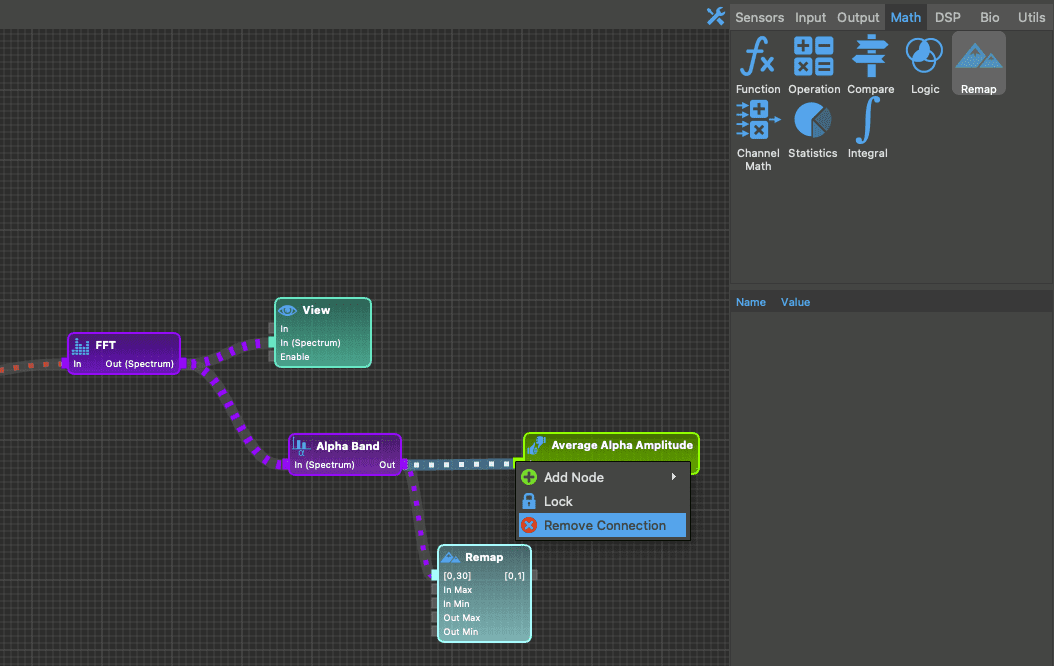 Sensors Input Output Math DSP Bio Utils
Function Operation Compare Logic Remap
Channel Math Statistics Integral
Name Value
View
In
In (Spectrum)
Enable
FFT
In Out (Spectrum)
Alpha Band
α
In (Spectrum) Out
Average Alpha Amplitude
Add Node
Lock
Remove Connection
Remap
[0,30] [0,1]
In Max
In Min
Out Max
Out Min